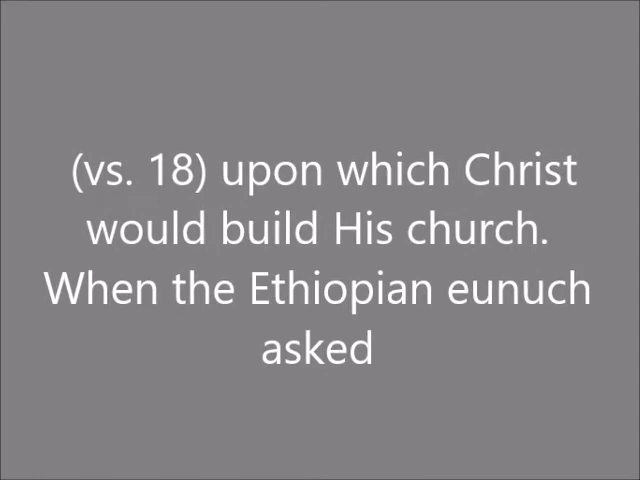 (vs. 18) upon which Christ
would build His church.
When the Ethiopian eunuch
asked